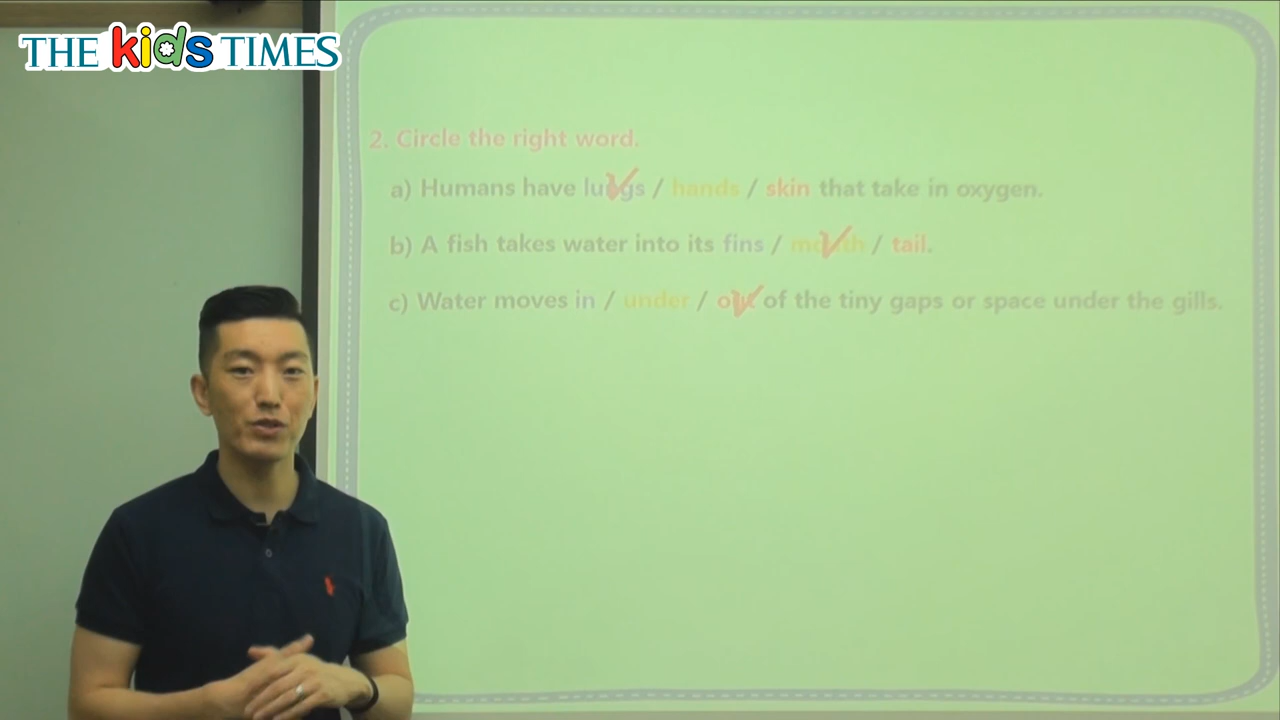 THE kids TIMES
2. Circle the right word.
a) Humans have lungs / hands / skin that take in oxygen.
b) A fish takes water into its fins / mouth / tail.
c) Water moves in / under / out of the tiny gaps or space under the gills.